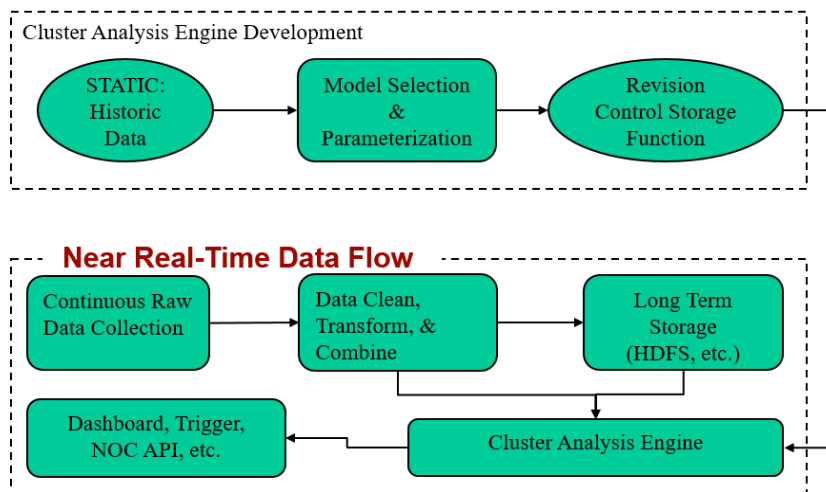 Cluster Analysis Engine Development
STATIC:
Historic
Data
Model Selection
&
Parameterization
Revision
Control Storage
Function
Near Real-Time Data Flow
Continuous Raw
Data Collection
Data Clean,
Transform, &
Combine
Long Term
Storage
(HDFS, etc.)
Dashboard, Trigger,
NOC API, etc.
Cluster Analysis Engine